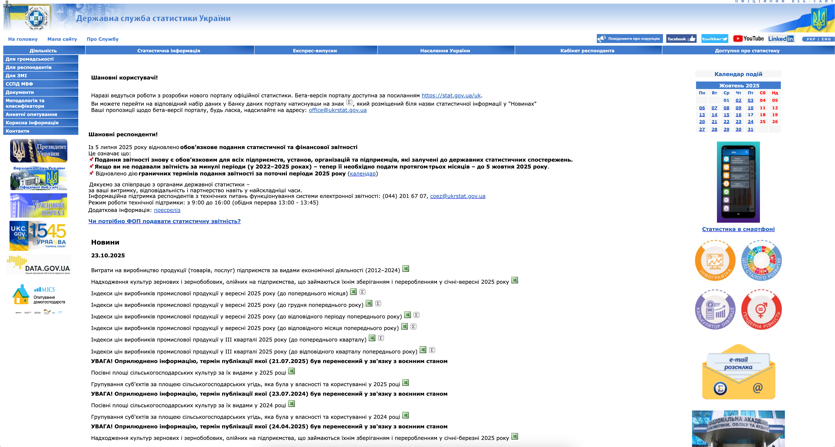 ОФІЦІЙНИЙ ВЕБ-САЙТ
Державна служба статистики України
На головну Мапа сайту Про Службу
Повідомити про корупцію facebook twitter YouTube LinkedIn УКР | ENG
Діяльність Статистична інформація Експрес-випуски Населення України Кабінет респондента Доступно про статистику
Для громадськості
Для респондентів
Для ЗМІ
ССПД МВФ
Документи
Методологія та
класифікатори
Анкетні опитування
Корисна інформація
Контакти
Президент
України
УКС.
ГОВ 1545
УРЯДОВА
DATA.GOV.UA
MICS
Опитування
домогосподарств
Шановні користувачі!
Наразі ведуться роботи з розробки нового порталу офіційної статистики. Бета-версія порталу доступна за посиланням https://stat.gov.ua/uk.
Ви можете перейти на відповідний набір даних у Банку даних порталу натиснувши на знак Е, який розміщений біля назви статистичної інформації у "Новинах"
Ваші пропозиції щодо бета-версії порталу, будь ласка, надсилайте на адресу: office@ukrstat.gov.ua
Шановні респонденти!
Із 5 липня 2025 року відновлено обов'язкове подання статистичної та фінансової звітності
Це означає що:
Подання звітності знову є обов'язковим для всіх підприємств, установ, організацій та підприємців, які залучені до державних статистичних спостережень.
Якщо ви не подавали звітність за минулі періоди (у 2022–2025 роках) – тепер її необхідно подати протягом трьох місяців – до 5 жовтня 2025 року.
Відновлено дію граничних термінів подання звітності за поточні періоди 2025 року (календар)
Дякуємо за співпрацю з органами державної статистики –
за ваші витримку, відповідальність і партнерство навіть у найскладніші часи.
Інформаційна підтримка респондентів з технічних питань функціонування системи електронної звітності: (044) 201 67 07, coez@ukrstat.gov.ua
Режим роботи технічної підтримки: з 9:00 до 16:00 (обідня перерва 13:00 - 13:45)
Додаткова інформація: пресреліз
Чи потрібно ФОП подавати статистичну звітність?
Новини
23.10.2025
Витрати на виробництво продукції (товарів, послуг) підприємств за видами економічної діяльності (2012–2024)
Надходження культур зернових і зернобобових, олійних на підприємства, що займаються їхнім зберіганням і переробленням у січні-вересні 2025 року
Індекси цін виробників промислової продукції у вересні 2025 року (до попереднього місяця) Е
Індекси цін виробників промислової продукції у вересні 2025 року (до грудня попереднього року) Е
Індекси цін виробників промислової продукції у вересні 2025 року (до відповідного періоду попереднього року) Е
Індекси цін виробників промислової продукції у вересні 2025 року (до відповідного місяця попереднього року) Е
Індекси цін виробників промислової продукції у ІІІ кварталі 2025 року (до попереднього кварталу) Е
Індекси цін виробників промислової продукції у ІІІ кварталі 2025 року (до відповідного кварталу попереднього року) Е
УВАГА! Оприлюднено інформацію, термін публікації якої (21.07.2025) був перенесений у зв'язку з воєнним станом
Посівні площі сільськогосподарських культур за їх видами у 2025 році
Групування суб'єктів за площею сільськогосподарських угідь, яка була у власності та користуванні у 2025 році
УВАГА! Оприлюднено інформацію, термін публікації якої (23.07.2024) був перенесений у зв'язку з воєнним станом
Посівні площі сільськогосподарських культур за їх видами у 2024 році
Групування суб'єктів за площею сільськогосподарських угідь, яка була у власності та користуванні у 2024 році
УВАГА! Оприлюднено інформацію, термін публікації якої (24.04.2025) був перенесений у зв'язку з воєнним станом
Надходження культур зернових і зернобобових, олійних на підприємства, що займаються їхнім зберіганням і переробленням у січні-березні 2025 року
Календар подій
Жовтень 2025
Пн Вт Ср Чт Пт Сб Нд
01 02 03 04 05
06 07 08 09 10 11 12
13 14 15 16 17 18 19
20 21 22 23 24 25 26
27 28 29 30 31
Статистика в смартфоні
e-mail
розсилка
@